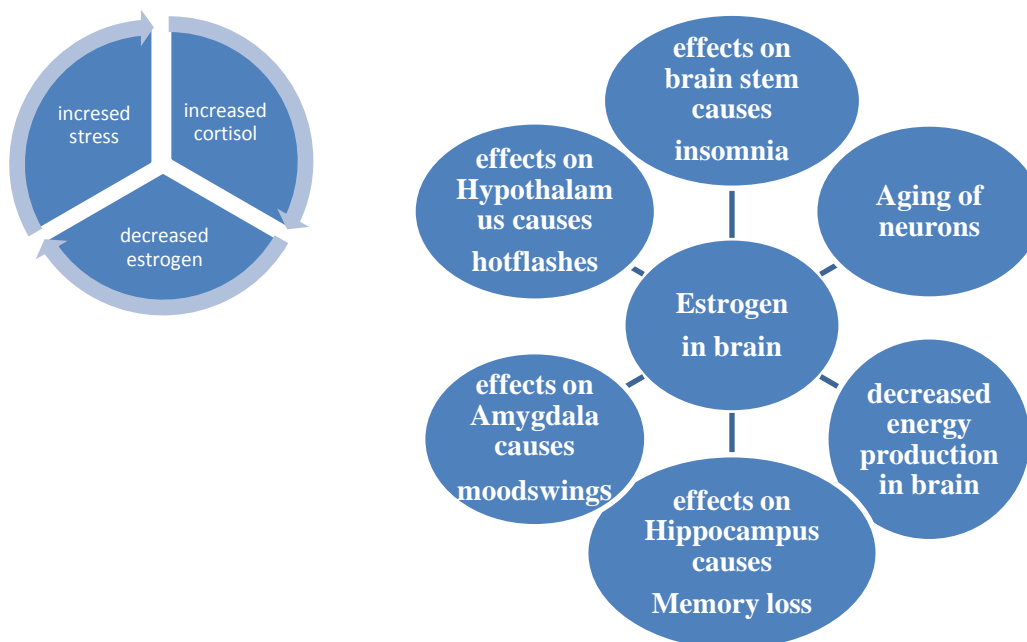 incresed
stress
increased
cortisol
decreased
estrogen
effects on
brain stem
causes
insomnia
Aging of
neurons
decreased
energy
production
in brain
effects on
Hippocampus
causes
Memory loss
effects on
Amygdala
causes
moodswings
effects on
Hypothalam
us causes
hotflashes
Estrogen
in brain